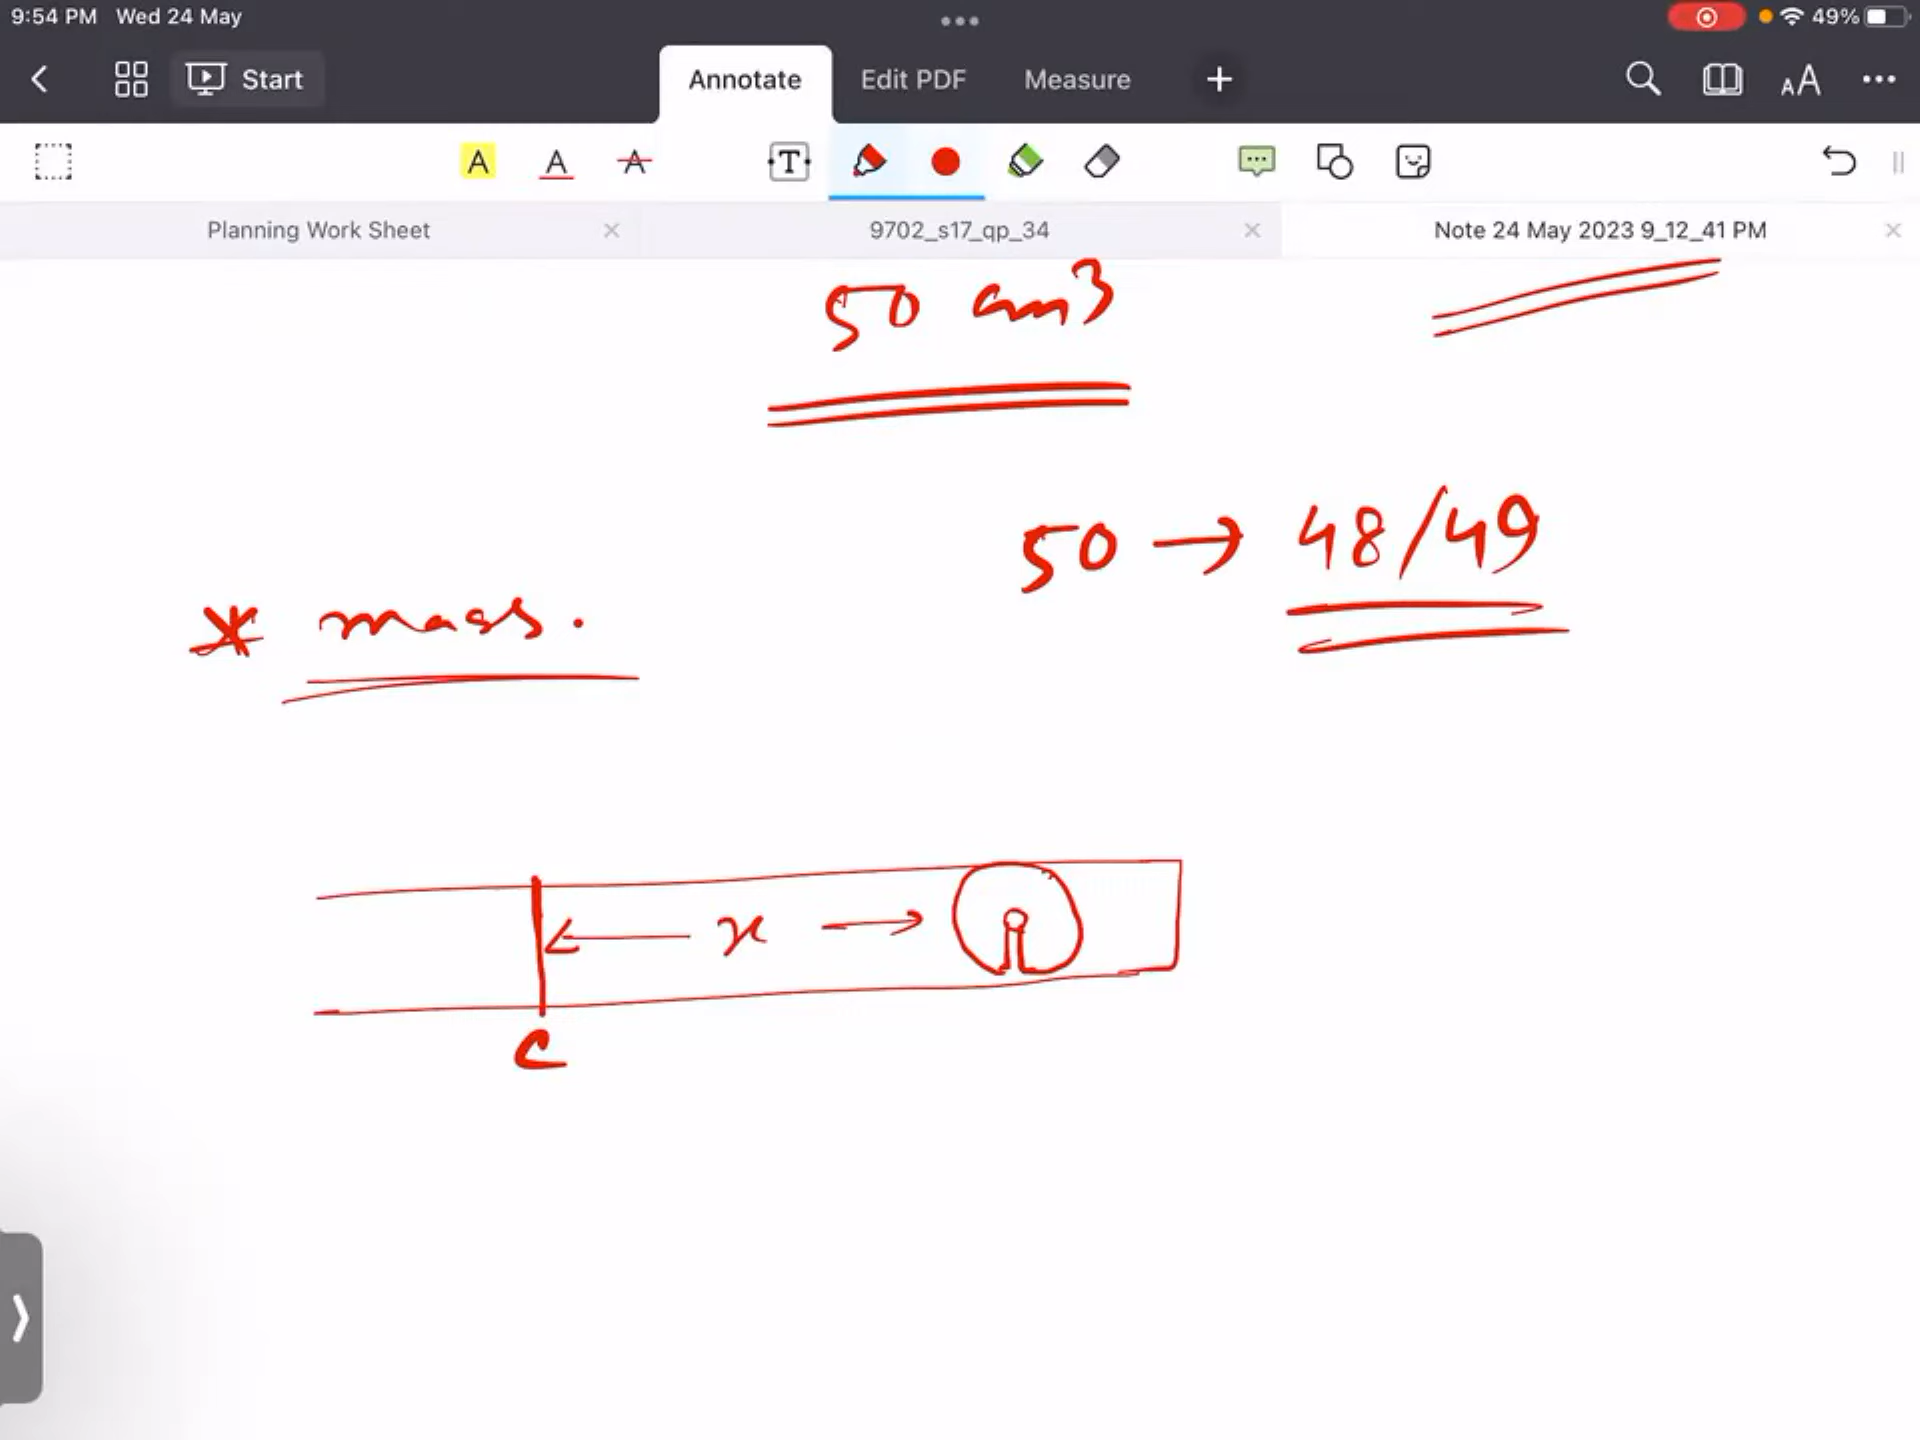 9:54 PM Wed 24 May
49%
Start
Annotate
Edit PDF
Measure
A A A T
AA
Planning Work Sheet
9702_s17_qp_34
Note 24 May 2023 9_12_41 PM
50 cm3
50 → 48/49
* mass.
← x →
C